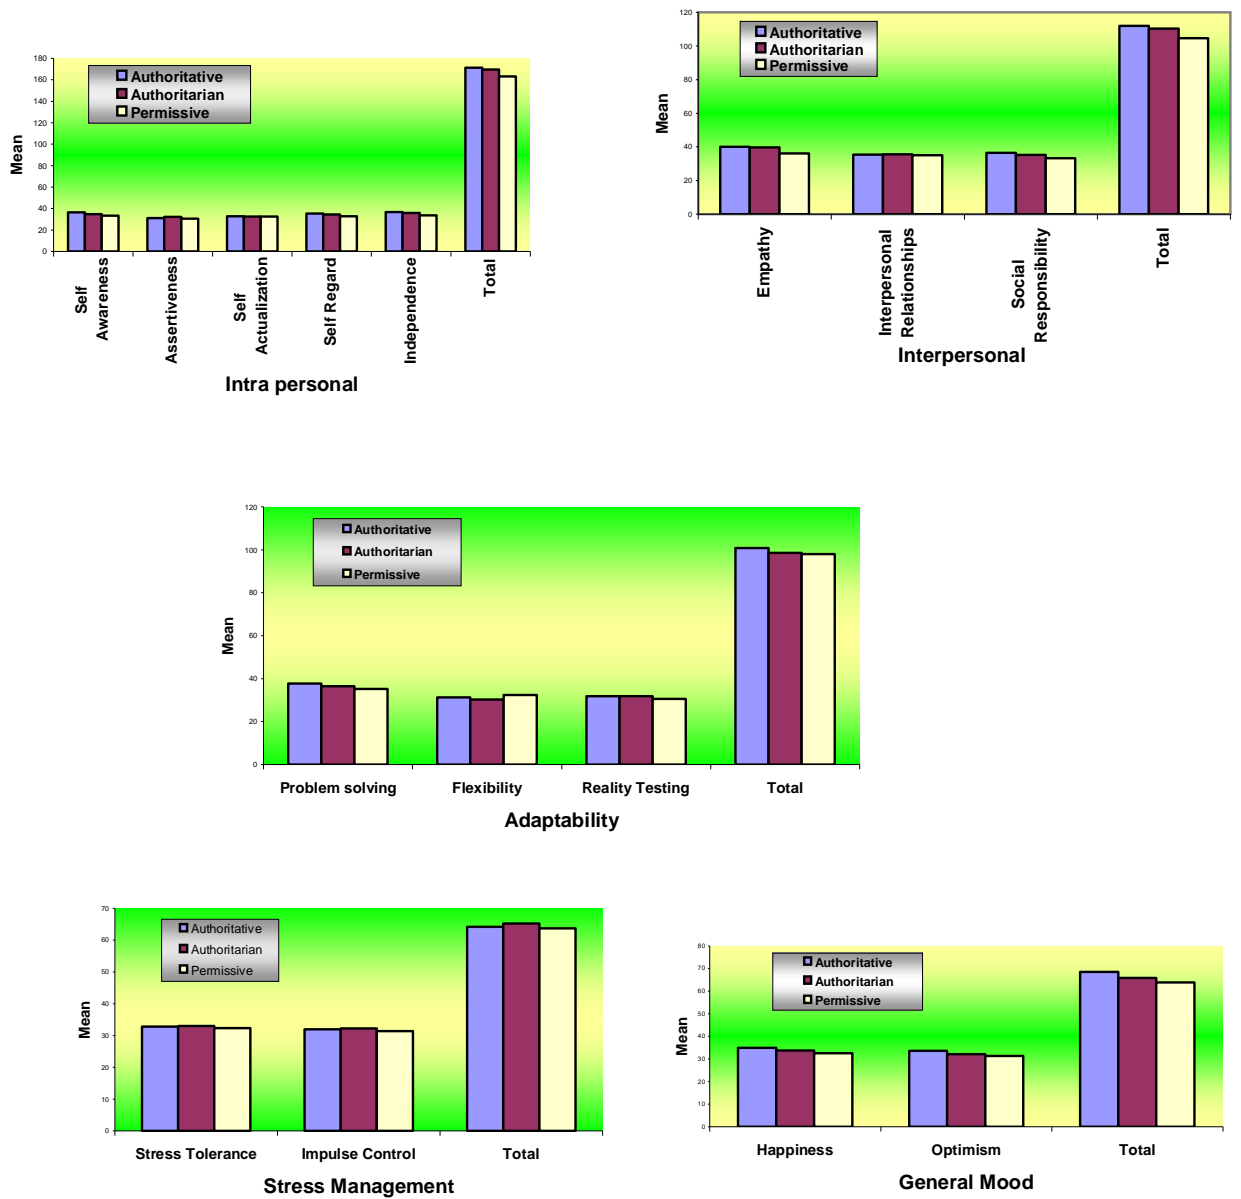 180
160
140
120
100
80
60
40
20
0
Mean
Authoritative
Authoritarian
Permissive
Self
Awareness
Assertiveness
Self
Actualization
Self Regard
Independence
Total
Intra personal
120
100
80
60
40
20
0
Mean
Authoritative
Authoritarian
Permissive
Empathy
Interpersonal
Relationships
Social
Responsibility
Total
Interpersonal
120
100
80
60
40
20
0
Mean
Authoritative
Authoritarian
Permissive
Problem solving
Flexibility
Reality Testing
Total
Adaptability
70
60
50
40
30
20
10
0
Mean
Authoritative
Authoritarian
Permissive
Stress Tolerance
Impulse Control
Total
Stress Management
80
70
60
50
40
30
20
10
0
Mean
Authoritative
Authoritarian
Permissive
Happiness
Optimism
Total
General Mood